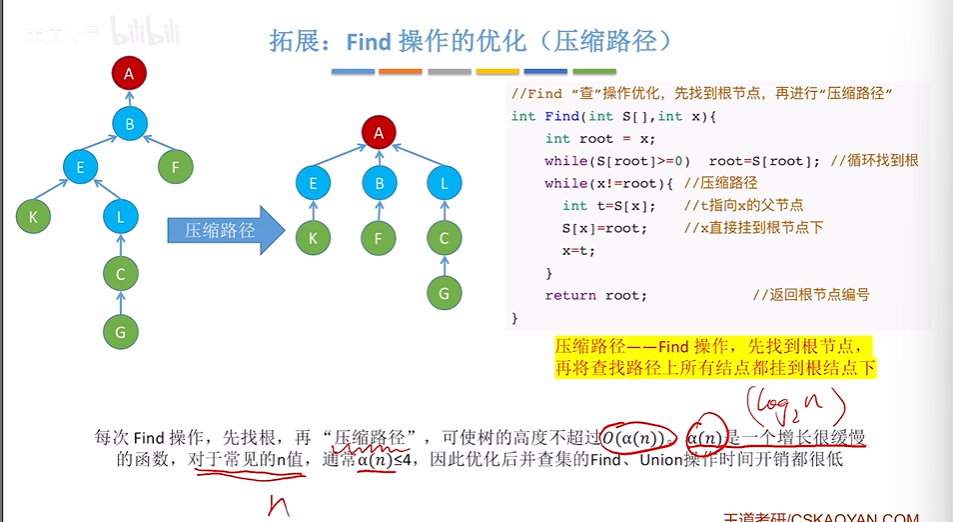 bilibili
拓展：Find 操作的优化（压缩路径）
A
B
E
F
K
L
C
G
压缩路径
A
E
B
L
K
F
C
G
//Find “查”操作优化，先找到根节点，再进行“压缩路径”
int Find(int S[],int x){
int root = x;
while(S[root]>=0) root=S[root]; //循环找到根
while(x!=root){ //压缩路径
int t=S[x]; //t指向x的父节点
S[x]=root; //x直接挂到根节点下
x=t;
}
return root; //返回根节点编号
}
压缩路径——Find 操作，先找到根节点，
再将查找路径上所有结点都挂到根结点下
(log₂n)
每次 Find 操作，先找根，再“压缩路径”，可使树的高度不超过O(α(n))。α(n)是一个增长很缓慢
的函数，对于常见的n值，通常α(n)≤4，因此优化后并查集的Find、Union操作时间开销都很低
n
王道考研/CSKAOYAN.COM